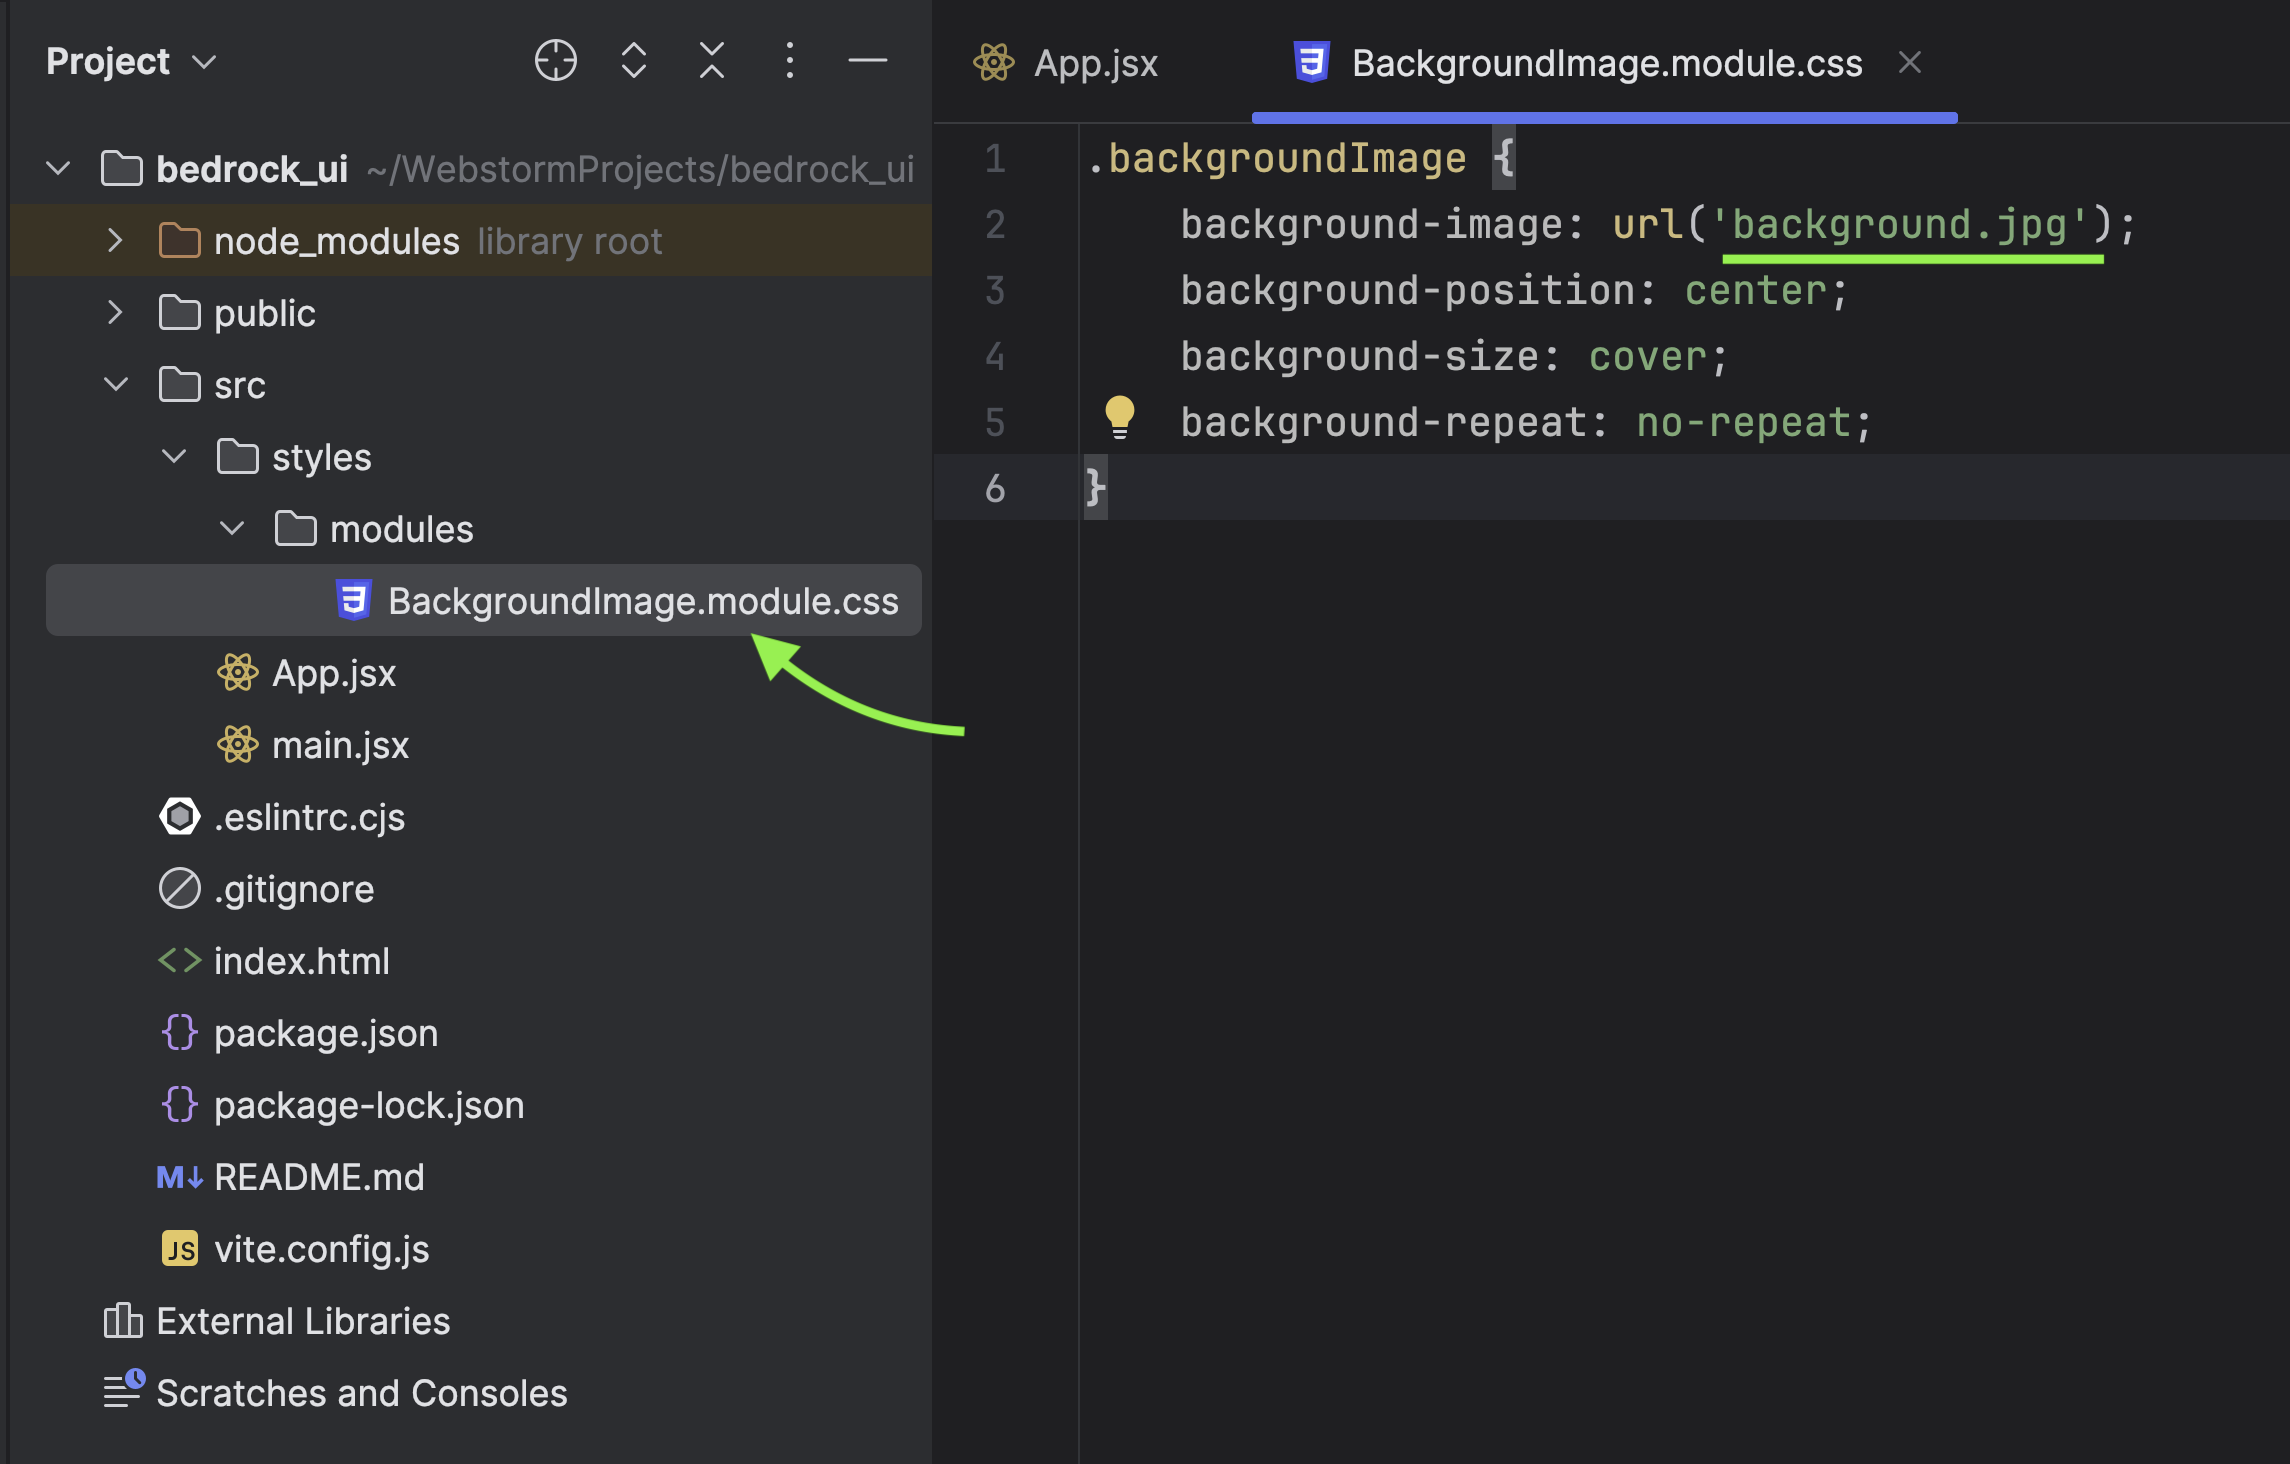 Project
bedrock_ui ~/WebstormProjects/bedrock_ui
node_modules library root
public
src
styles
modules
BackgroundImage.module.css
App.jsx
main.jsx
.eslintrc.cjs
.gitignore
index.html
package.json
package-lock.json
M↓ README.md
JS vite.config.js
External Libraries
Scratches and Consoles
App.jsx BackgroundImage.module.css
1 .backgroundImage {
2 background-image: url('background.jpg');
3 background-position: center;
4 background-size: cover;
5 background-repeat: no-repeat;
6 }